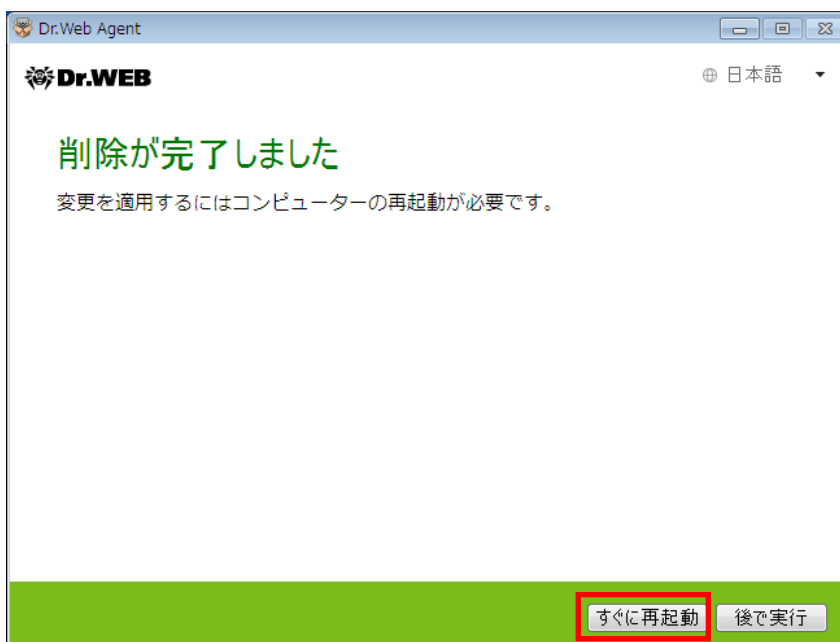 Dr.Web Agent
Dr.WEB
日本語
削除が完了しました
変更を適用するにはコンピューターの再起動が必要です。
すぐに再起動
後で実行